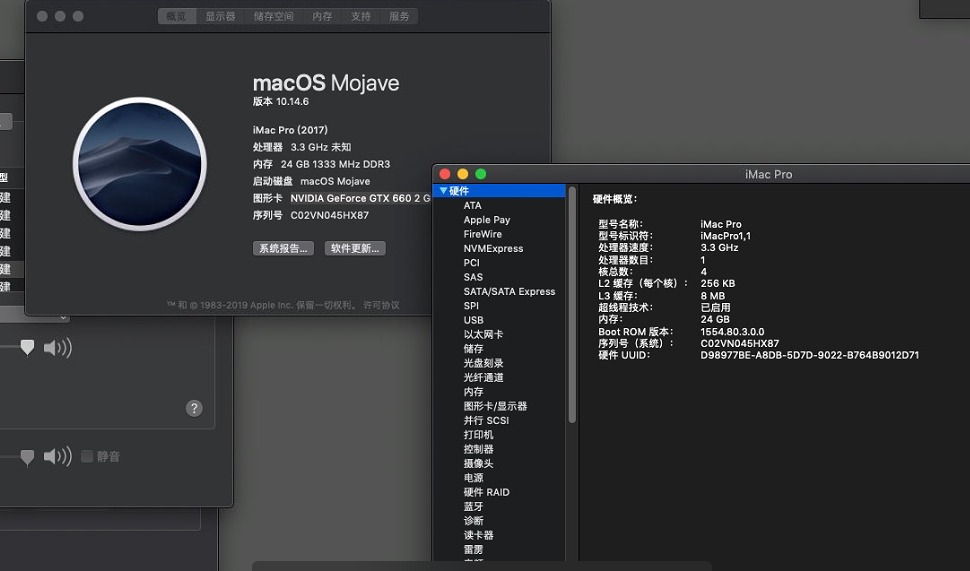 概览 显示器 储存空间 内存 支持 服务
macOS Mojave
版本 10.14.6
iMac Pro (2017)
处理器 3.3 GHz 未知
内存 24 GB 1333 MHz DDR3
启动磁盘 macOS Mojave
图形卡 NVIDIA GeForce GTX 660 2 G
序列号 C02VN045HX87
系统报告... 软件更新...
™ 和 © 1983-2019 Apple Inc. 保留一切权利。 许可协议
型
建
建
建
建
建
建
?
静音
iMac Pro
硬件
ATA
Apple Pay
FireWire
NVMExpress
PCI
SAS
SATA/SATA Express
SPI
USB
以太网卡
储存
光盘刻录
光纤通道
内存
图形卡/显示器
并行 SCSI
打印机
控制器
摄像头
电源
硬件 RAID
蓝牙
诊断
读卡器
雷雳
硬件概览:
型号名称: iMac Pro
型号标识符: iMacPro1,1
处理器速度: 3.3 GHz
处理器数目: 1
核总数: 4
L2 缓存（每个核）: 256 KB
L3 缓存: 8 MB
超线程技术: 已启用
内存: 24 GB
Boot ROM 版本: 1554.80.3.0.0
序列号（系统）: C02VN045HX87
硬件 UUID: D98977BE-A8DB-5D7D-9022-B764B9012D71